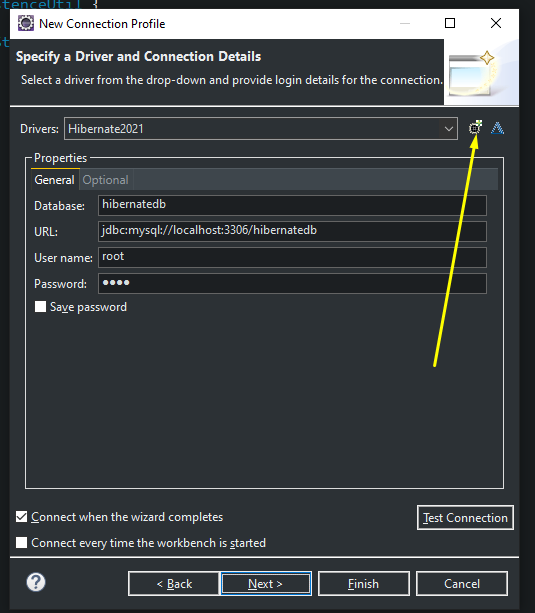 stenceUtil {
st
New Connection Profile
Specify a Driver and Connection Details
Select a driver from the drop-down and provide login details for the connection.
Drivers: Hibernate2021
Properties
General Optional
Database: hibernatedb
URL: jdbc:mysql://localhost:3306/hibernatedb
User name: root
Password: ●●●●
Save password
Connect when the wizard completes
Test Connection
Connect every time the workbench is started
? < Back Next > Finish Cancel